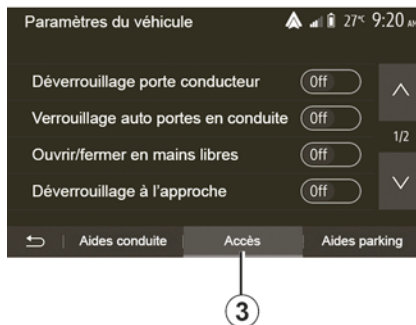 Paramètres du véhicule 27°C 9:20 AM
Déverrouillage porte conducteur Off
Verrouillage auto portes en conduite Off
1/2
Ouvrir/fermer en mains libres Off
Déverrouillage à l'approche Off
Aides conduite Accès Aides parking
3